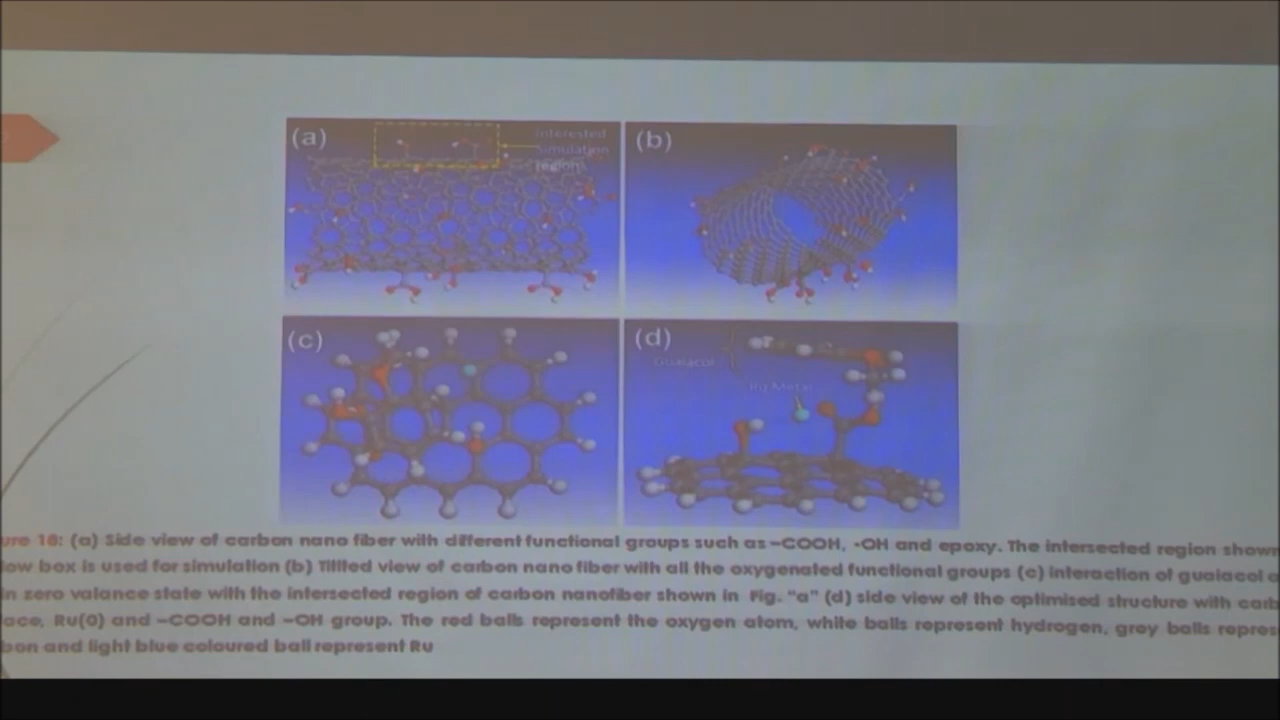 (a)
interested
Simulation
regions
(b)
(c)
(d)
Guaiacol
Ru Metal
ure 18: (a) Side view of carbon nano fiber with different functional groups such as –COOH, -OH and epoxy. The intersected region shown
low box is used for simulation (b) Tiltted view of carbon nano fiber with all the oxygenated functional groups (c) interaction of guaiacol
in zero valance state with the intersected region of carbon nanofiber shown in Fig. "a" (d) side view of the optimised structure with carb
ace, Ru(0) and –COOH and –OH group. The red balls represent the oxygen atom, white balls represent hydrogen, grey balls repres
bon and light blue coloured ball represent Ru